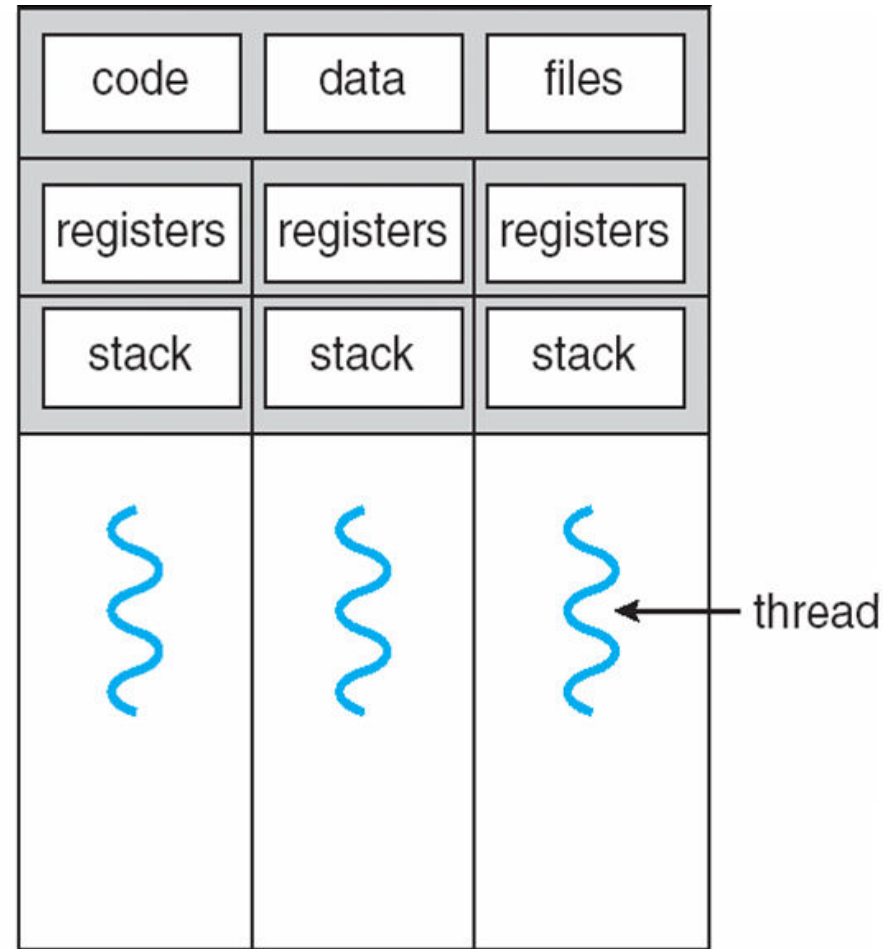 code data files
registers registers registers
stack stack stack
thread